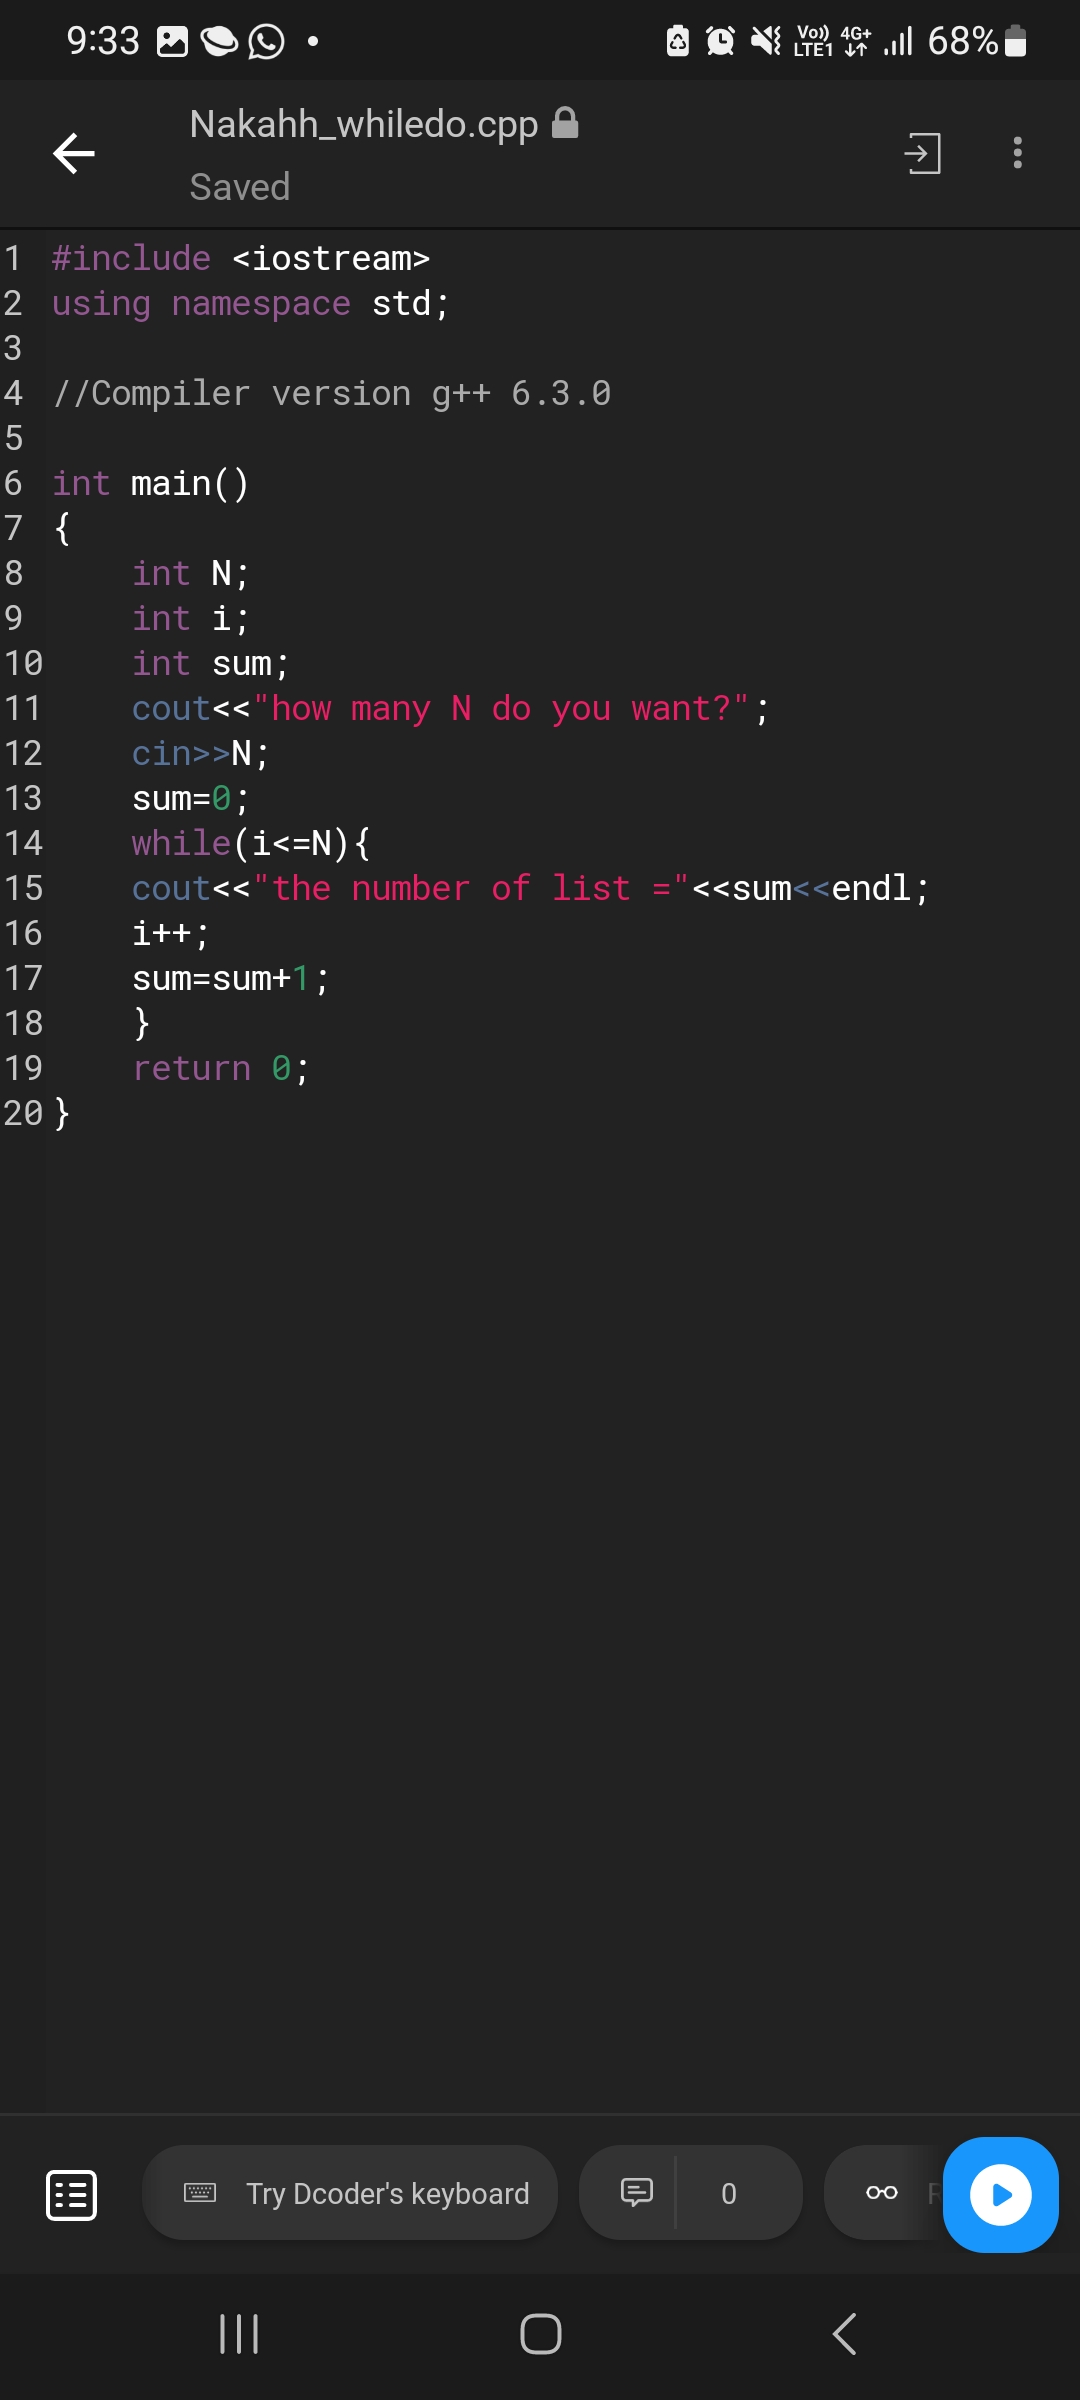 9:33 Vo)) LTE1 4G+ 68%
Nakahh_whiledo.cpp
Saved
1 #include <iostream>
2 using namespace std;
3
4 //Compiler version g++ 6.3.0
5
6 int main()
7 {
8     int N;
9     int i;
10     int sum;
11     cout<<"how many N do you want?";
12     cin>>N;
13     sum=0;
14     while(i<=N){
15     cout<<"the number of list ="<<sum<<endl;
16     i++;
17     sum=sum+1;
18     }
19     return 0;
20 }
Try Dcoder's keyboard 0